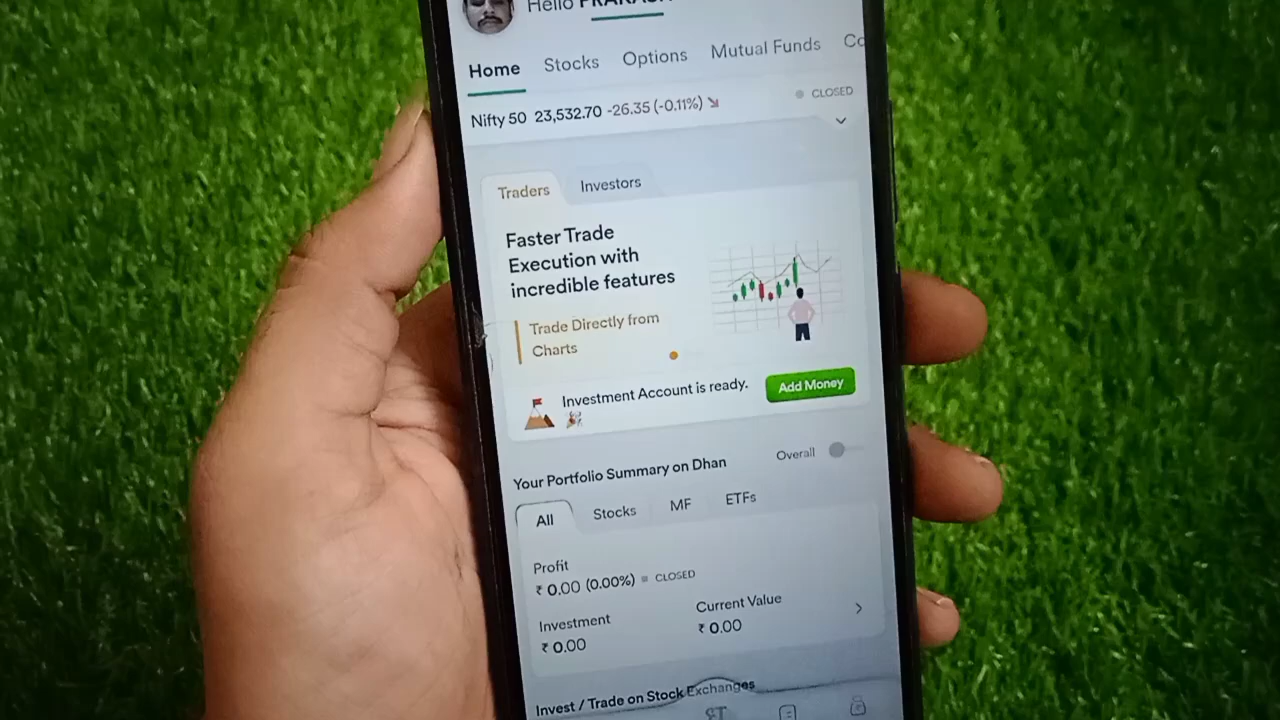 Hello
Home Stocks Options Mutual Funds
Nifty 50 23,532.70 -26.35 (-0.11%) CLOSED
Traders Investors
Faster Trade
Execution with
incredible features
Trade Directly from
Charts
Investment Account is ready. Add Money
Your Portfolio Summary on Dhan Overall
All Stocks MF ETFs
Profit
₹ 0.00 (0.00%) CLOSED
Investment Current Value
₹ 0.00 ₹ 0.00
Invest / Trade on Stock Exchanges